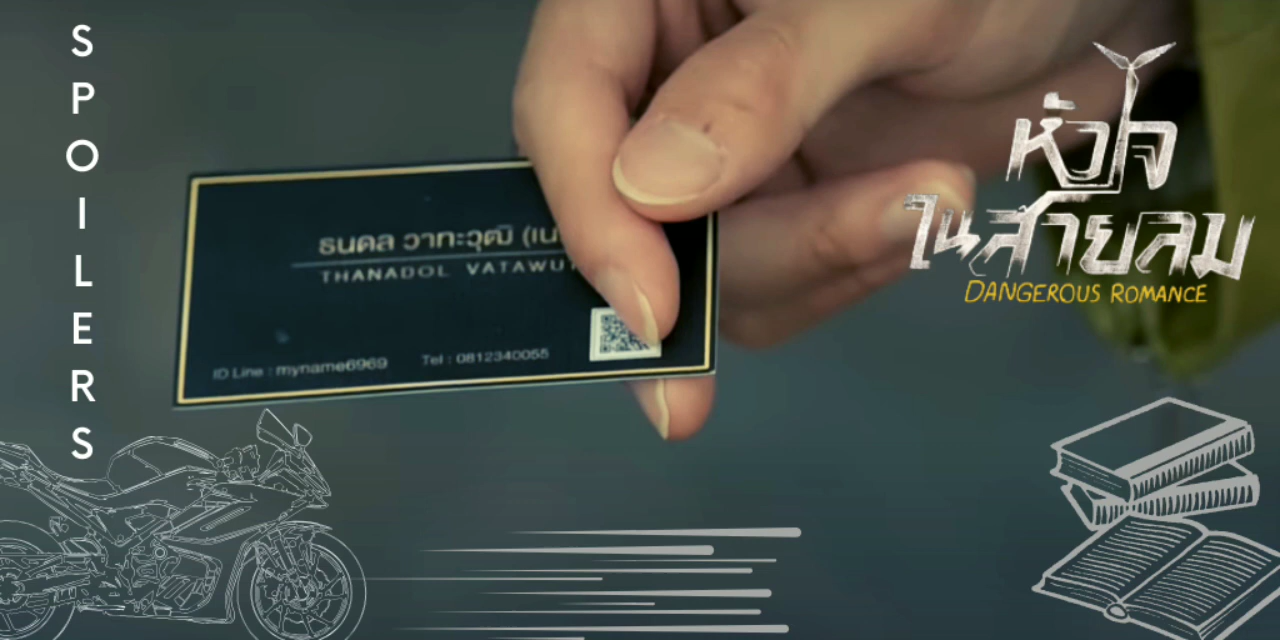 SPOILERS
ธนดล วาทะวุฒิ
THANADOL
ID Line : myname6969
Tel : 0812340055
หัวใจ
ในสายลม
DANGEROUS ROMANCE